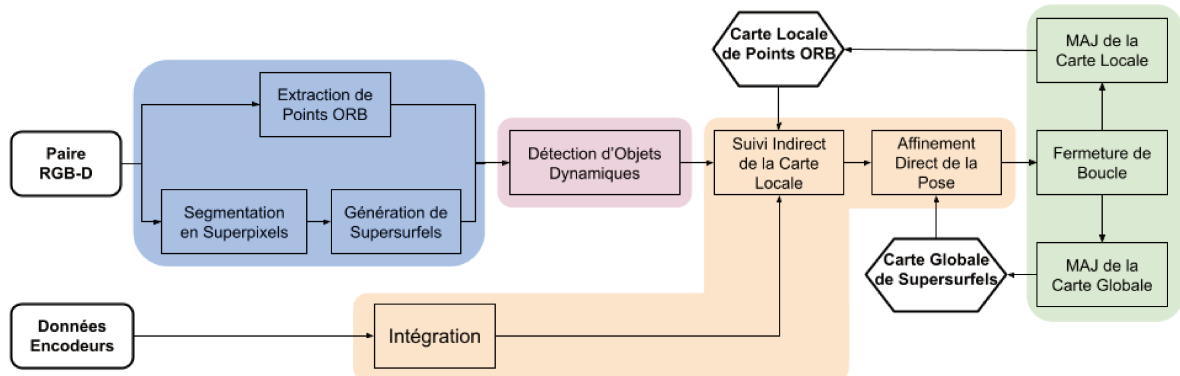 Carte Locale
de Points ORB
MAJ de la
Carte Locale
Extraction de
Points ORB
Paire
RGB-D
Détection d'Objets
Dynamiques
Suivi Indirect
de la Carte
Locale
Affinement
Direct de la
Pose
Fermeture de
Boucle
Segmentation
en Superpixels
Génération de
Supersurfels
Carte Globale
de Supersurfels
MAJ de la
Carte Globale
Données
Encodeurs
Intégration